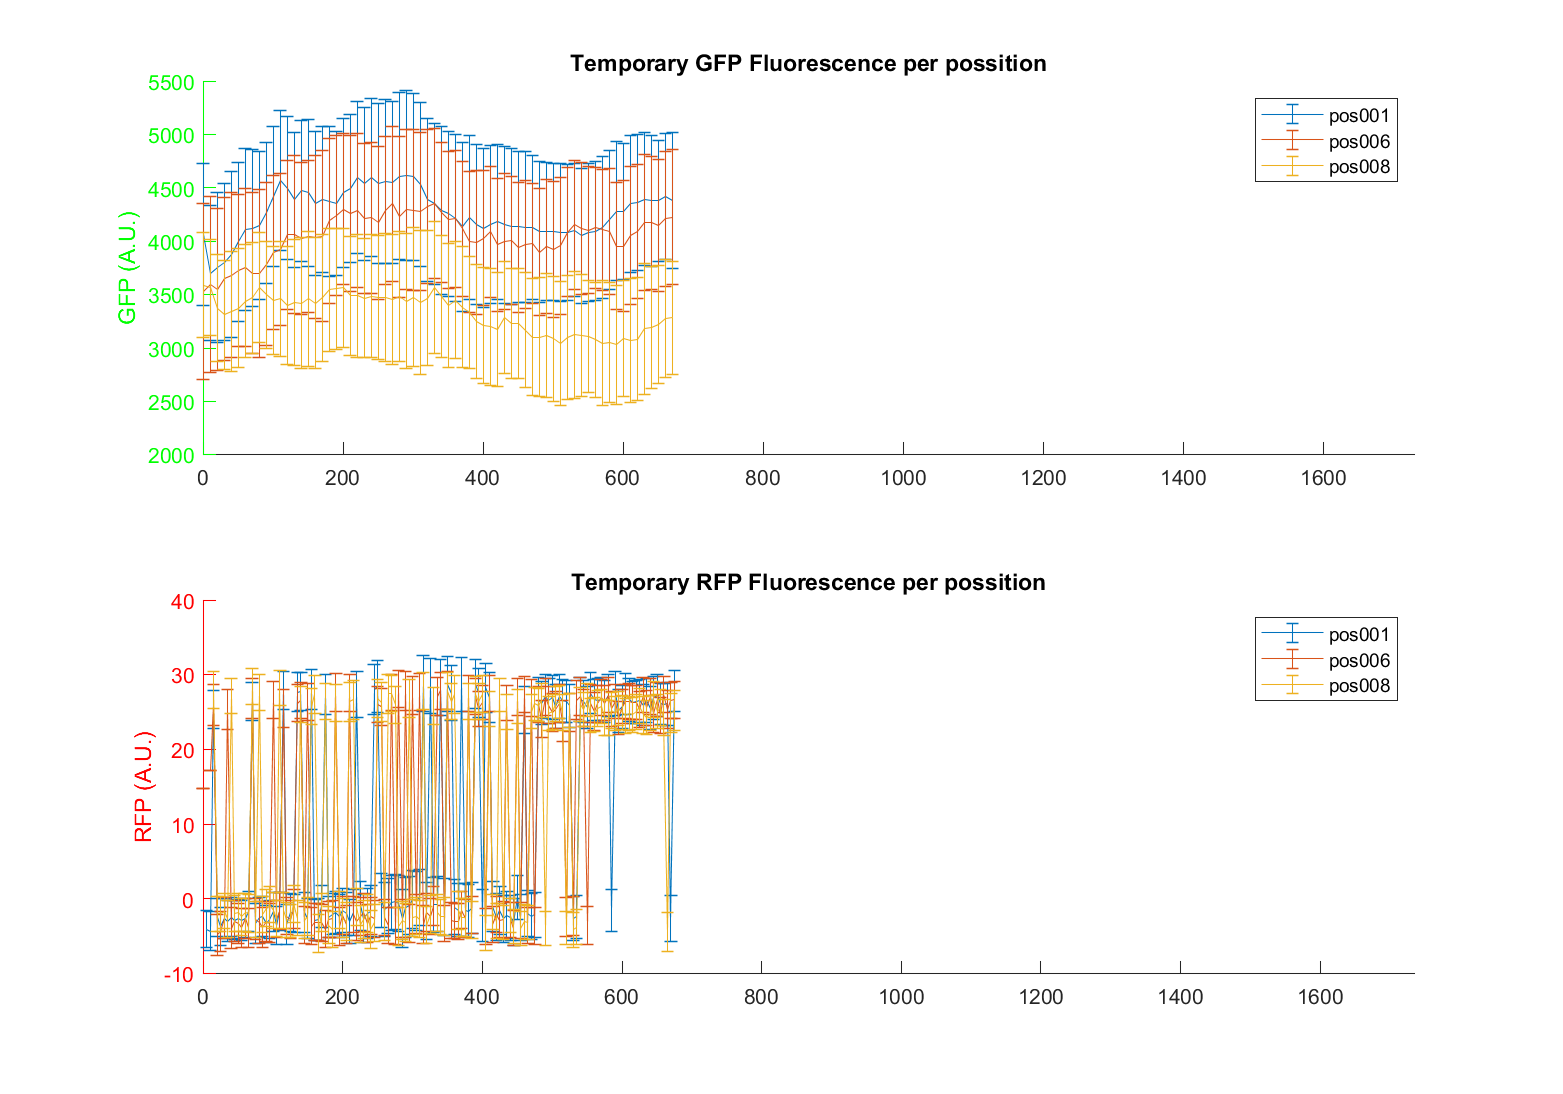 Temporary GFP Fluorescence per possition
5500
5000
4500
4000
3500
3000
2500
2000
GFP (A.U.)
0 200 400 600 800 1000 1200 1400 1600
pos001
pos006
pos008
Temporary RFP Fluorescence per possition
40
30
20
10
0
-10
RFP (A.U.)
0 200 400 600 800 1000 1200 1400 1600
pos001
pos006
pos008